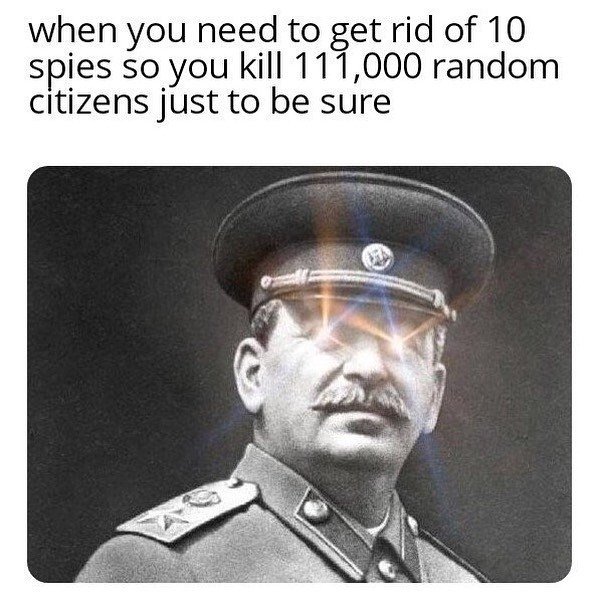 when you need to get rid of 10
spies so you kill 111,000 random
citizens just to be sure